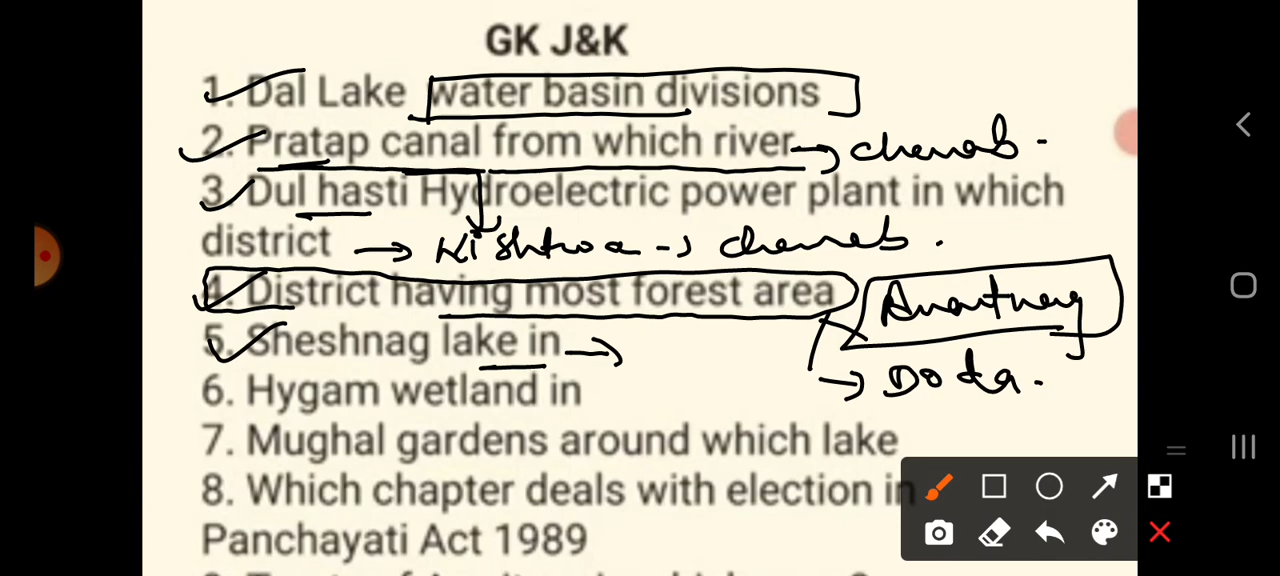 GK J&K
1. Dal Lake water basin divisions
2. Pratap canal from which river → chenab.
3. Dul hasti Hydroelectric power plant in which
district → Kishtwa → chenab.
4. District having most forest area Anantnag
5. Sheshnag lake in →
→ Doda.
6. Hygam wetland in
7. Mughal gardens around which lake
8. Which chapter deals with election in
Panchayati Act 1989